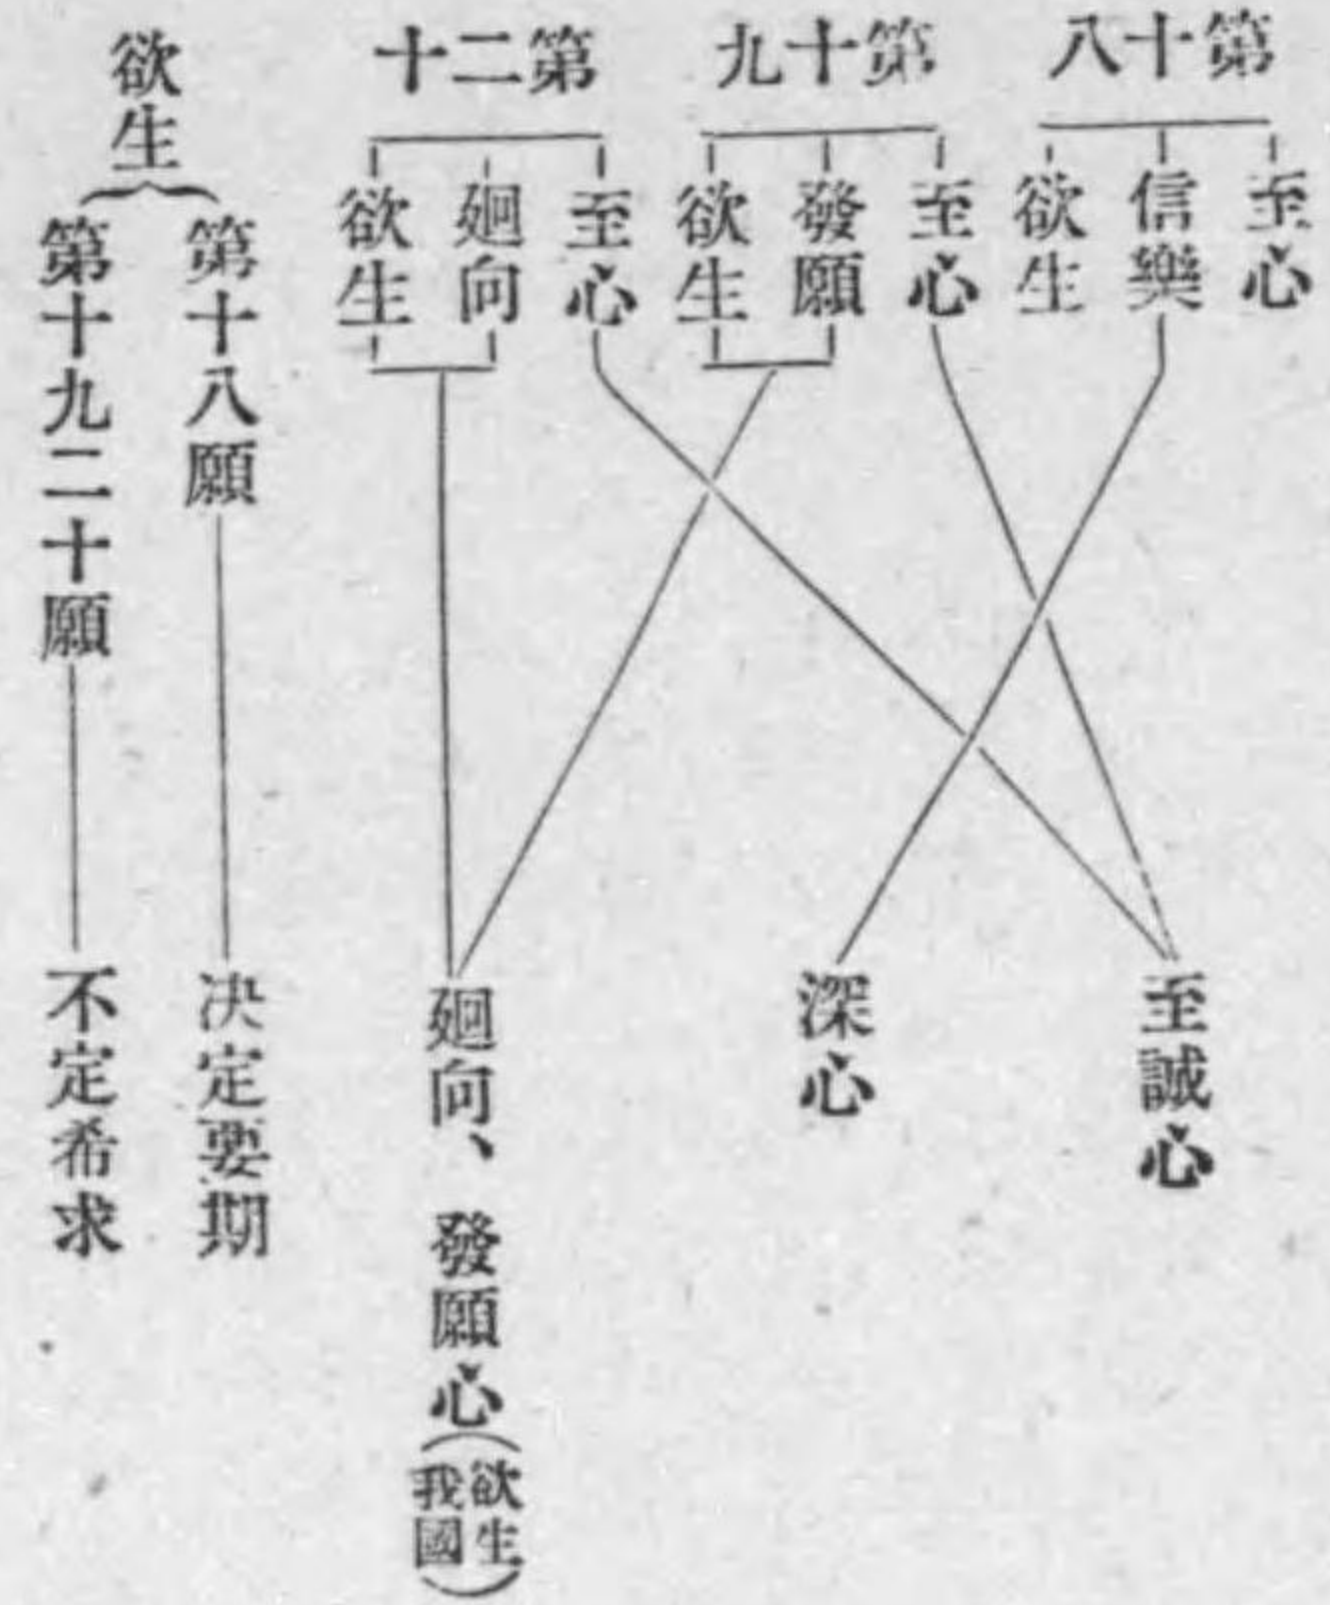 第十八
至心
信樂
欲生
第十九
至心
發願
欲生
第二十
至心
廻向
欲生
至誠心
深心
廻向、發願心(欲生我國)
欲生
第十八願
決定要期
第十九二十願
不定希求